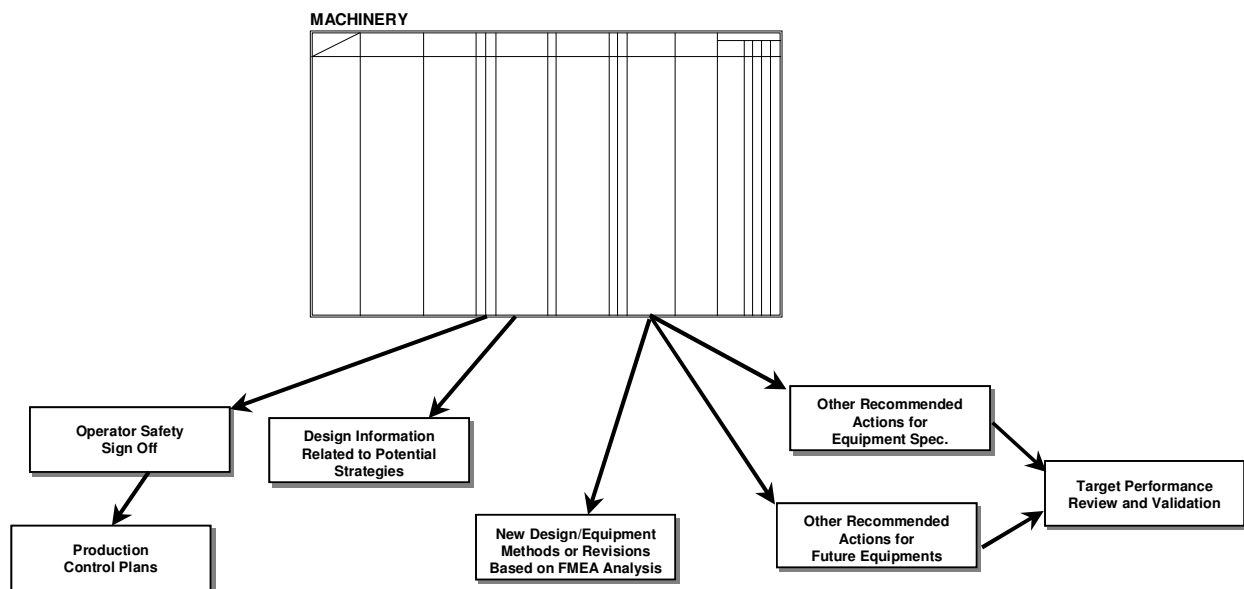 MACHINERY
Operator Safety
Sign Off
Production
Control Plans
Design Information
Related to Potential
Strategies
New Design/Equipment
Methods or Revisions
Based on FMEA Analysis
Other Recommended
Actions for
Equipment Spec.
Other Recommended
Actions for
Future Equipments
Target Performance
Review and Validation